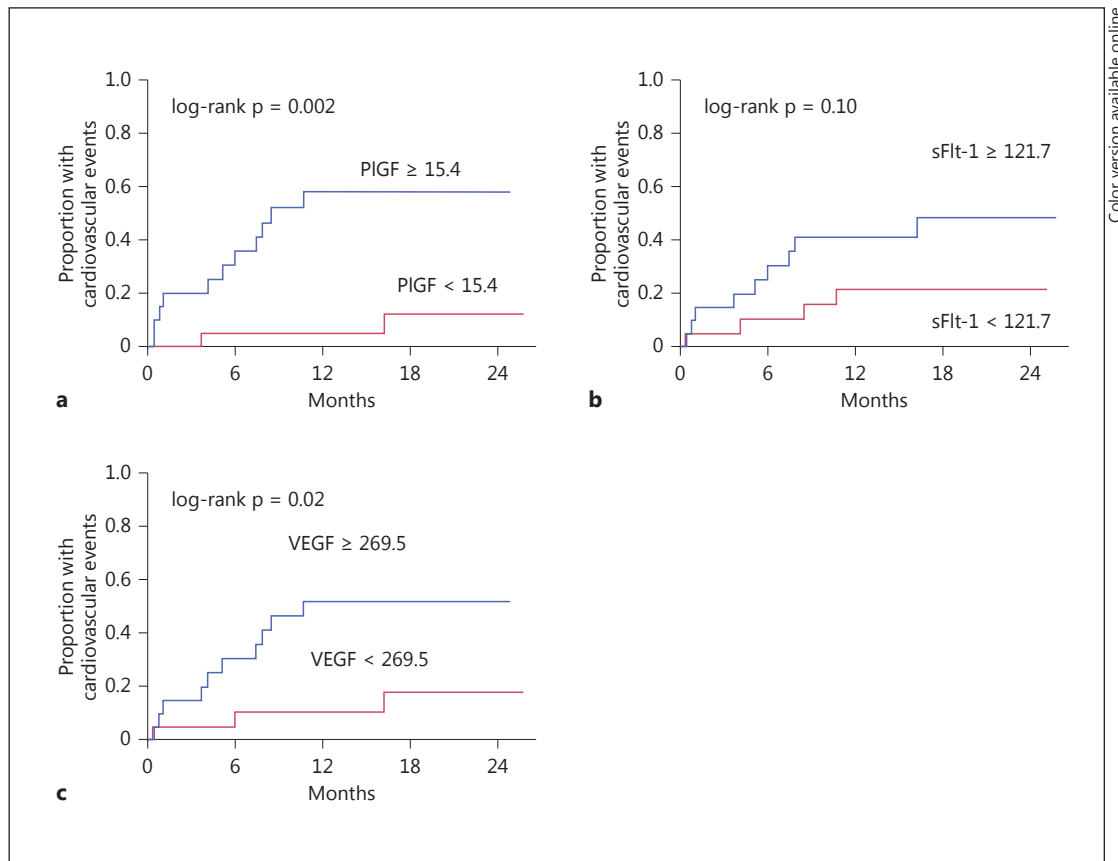 Color version available online
1.0
0.8
0.6
0.4
0.2
0
Proportion with
cardiovascular events
log-rank p = 0.002
PlGF ≥ 15.4
PlGF < 15.4
0 6 12 18 24
Months
a
1.0
0.8
0.6
0.4
0.2
0
Proportion with
cardiovascular events
log-rank p = 0.10
sFlt-1 ≥ 121.7
sFlt-1 < 121.7
0 6 12 18 24
Months
b
1.0
0.8
0.6
0.4
0.2
0
Proportion with
cardiovascular events
log-rank p = 0.02
VEGF ≥ 269.5
VEGF < 269.5
0 6 12 18 24
Months
c